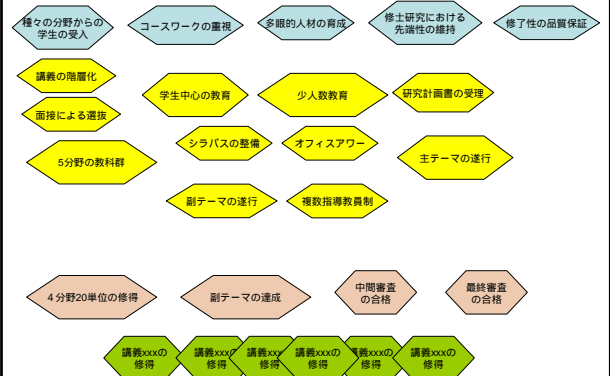 種々の分野からの
学生の受入
コースワークの重視
多眼的人材の育成
修士研究における
先端性の維持
修了性の品質保証
講義の階層化
学生中心の教育
少人数教育
研究計画書の受理
面接による選抜
シラバスの整備
オフィスアワー
5分野の教科群
主テーマの遂行
副テーマの遂行
複数指導教員制
4分野20単位の修得
副テーマの達成
中間審査
の合格
最終審査
の合格
講義xxxの
修得
講義xxxの
修得
講義xxx
修得
講義xxxの
修得
講義xxxの
修得
講義xxxの
修得